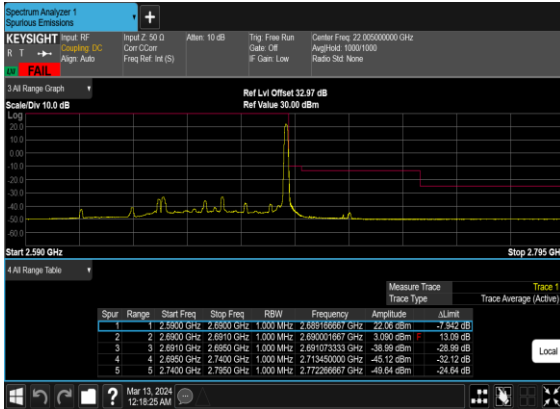 Spectrum Analyzer 1
Spurious Emissions
KEYSIGHT Input: RF Input Z: 50 Ω Atten: 10 dB Trig: Free Run Center Freq: 22.005000000 GHz
R T Coupling: DC Corr CCorr Gate: Off Avg|Hold: 1000/1000
Align: Auto Freq Ref: Int (S) IF Gain: Low Radio Std: None
FAIL
3 All Range Graph
Ref Lvl Offset 32.97 dB
Scale/Div 10.0 dB Ref Value 30.00 dBm
Log
20.0
10.0
0.00
-10.0
-20.0
-30.0
-40.0
-50.0
-60.0
Start 2.590 GHz Stop 2.795 GH
4 All Range Table
Measure Trace Trace 1
Trace Type Trace Average (Active)
Spur Range Start Freq Stop Freq RBW Frequency Amplitude ΔLimit
1 1 2.5900 GHz 2.6900 GHz 1.000 MHz 2.689166667 GHz 22.06 dBm -7.942 dB
2 2 2.6900 GHz 2.6910 GHz 1.000 MHz 2.690001667 GHz 3.090 dBm F 13.09 dB
3 3 2.6910 GHz 2.6950 GHz 1.000 MHz 2.691073333 GHz -38.99 dBm -28.99 dB
4 4 2.6950 GHz 2.7400 GHz 1.000 MHz 2.713450000 GHz -45.12 dBm -32.12 dB
5 5 2.7400 GHz 2.7950 GHz 1.000 MHz 2.772266667 GHz -49.64 dBm -24.64 dB
Local
Mar 13, 2024
12:18:25 AM